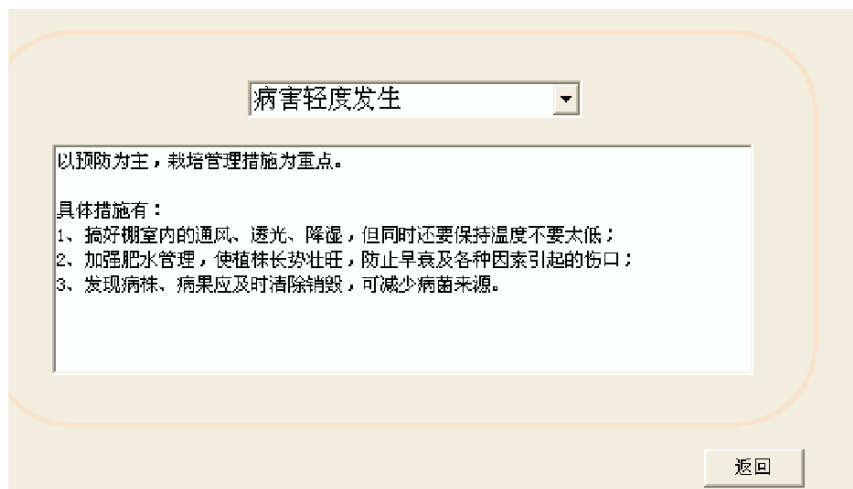 病害轻度发生
以预防为主，栽培管理措施为重点。
具体措施有：
1、搞好棚室内的通风、透光、降湿，但同时还要保持温度不要太低；
2、加强肥水管理，使植株长势壮旺，防止早衰及各种因素引起的伤口；
3、发现病株、病果应及时清除销毁，可减少病菌来源。
返回